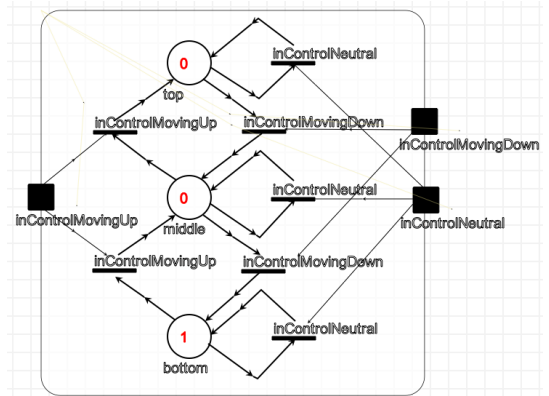 inControlNeutral
0
top
inControlMovingUp
inControlMovingDown
inControlMovingDown
inControlNeutral
0
inControlMovingUp
inControlNeutral
middle
inControlMovingUp
inControlMovingDown
inControlNeutral
1
bottom